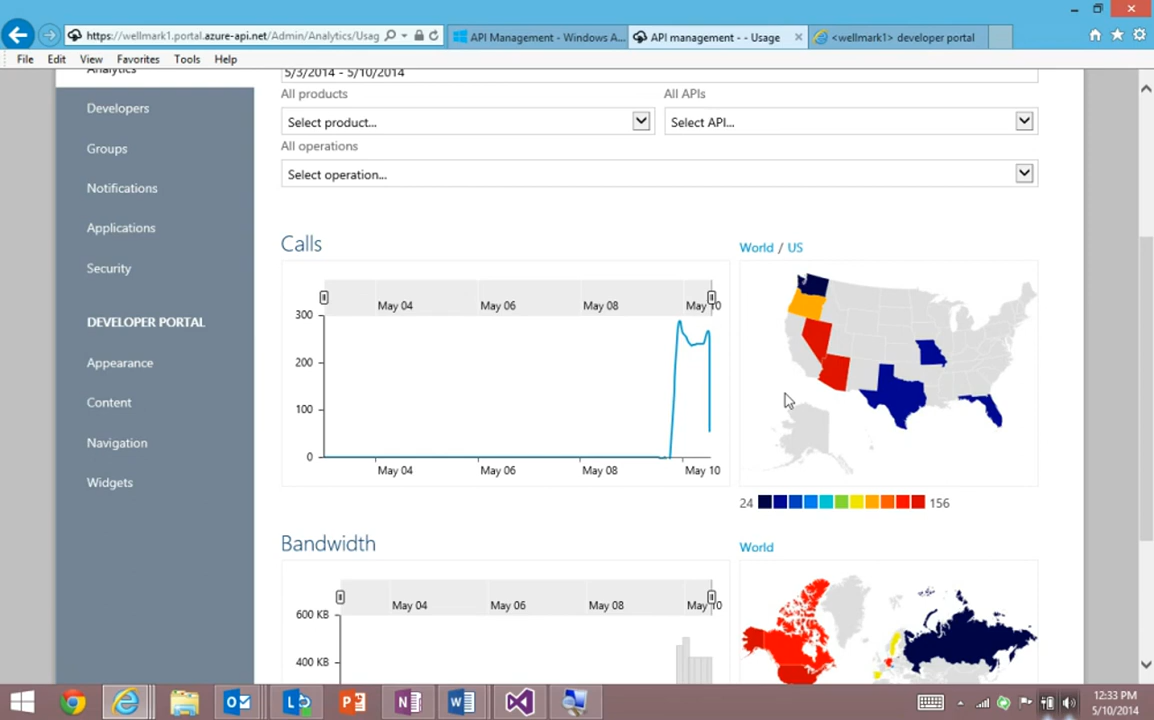 https://wellmark1.portal.azure-api.net/Admin/Analytics/Usag
API Management - Windows A...
API management - - Usage
<wellmark1> developer portal
File Edit View Favorites Tools Help
Analytics
Developers
Groups
Notifications
Applications
Security
DEVELOPER PORTAL
Appearance
Content
Navigation
Widgets
5/3/2014 - 5/10/2014
All products
All APIs
Select product...
Select API...
All operations
Select operation...
Calls
World / US
May 04 May 06 May 08 May 10
300
200
100
0
May 04 May 06 May 08 May 10
24 156
Bandwidth
World
May 04 May 06 May 08 May 10
600 KB
400 KB
12:33 PM
5/10/2014